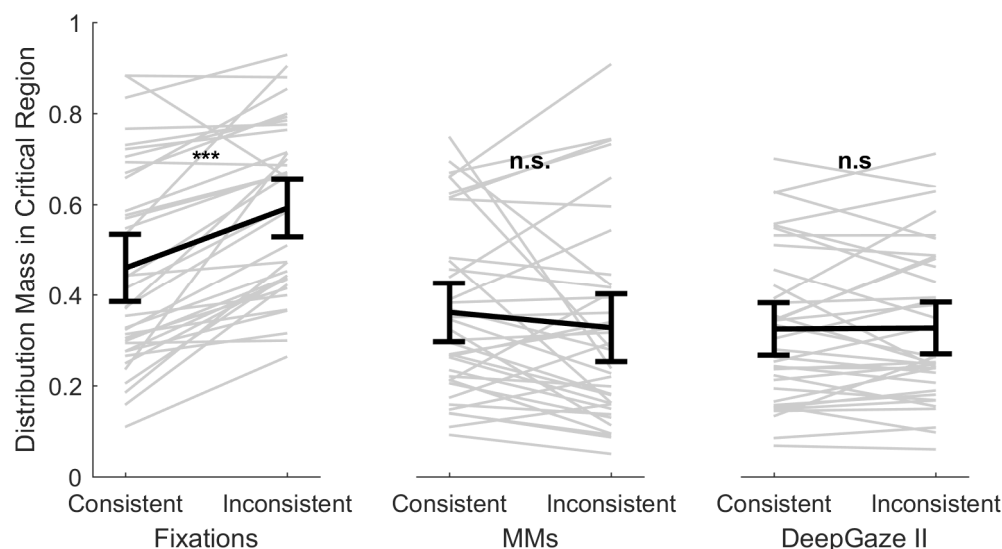 Distribution Mass in Critical Region
1
0.8
0.6
0.4
0.2
0
***
n.s.
n.s
Consistent Inconsistent
Consistent Inconsistent
Consistent Inconsistent
Fixations
MMs
DeepGaze II